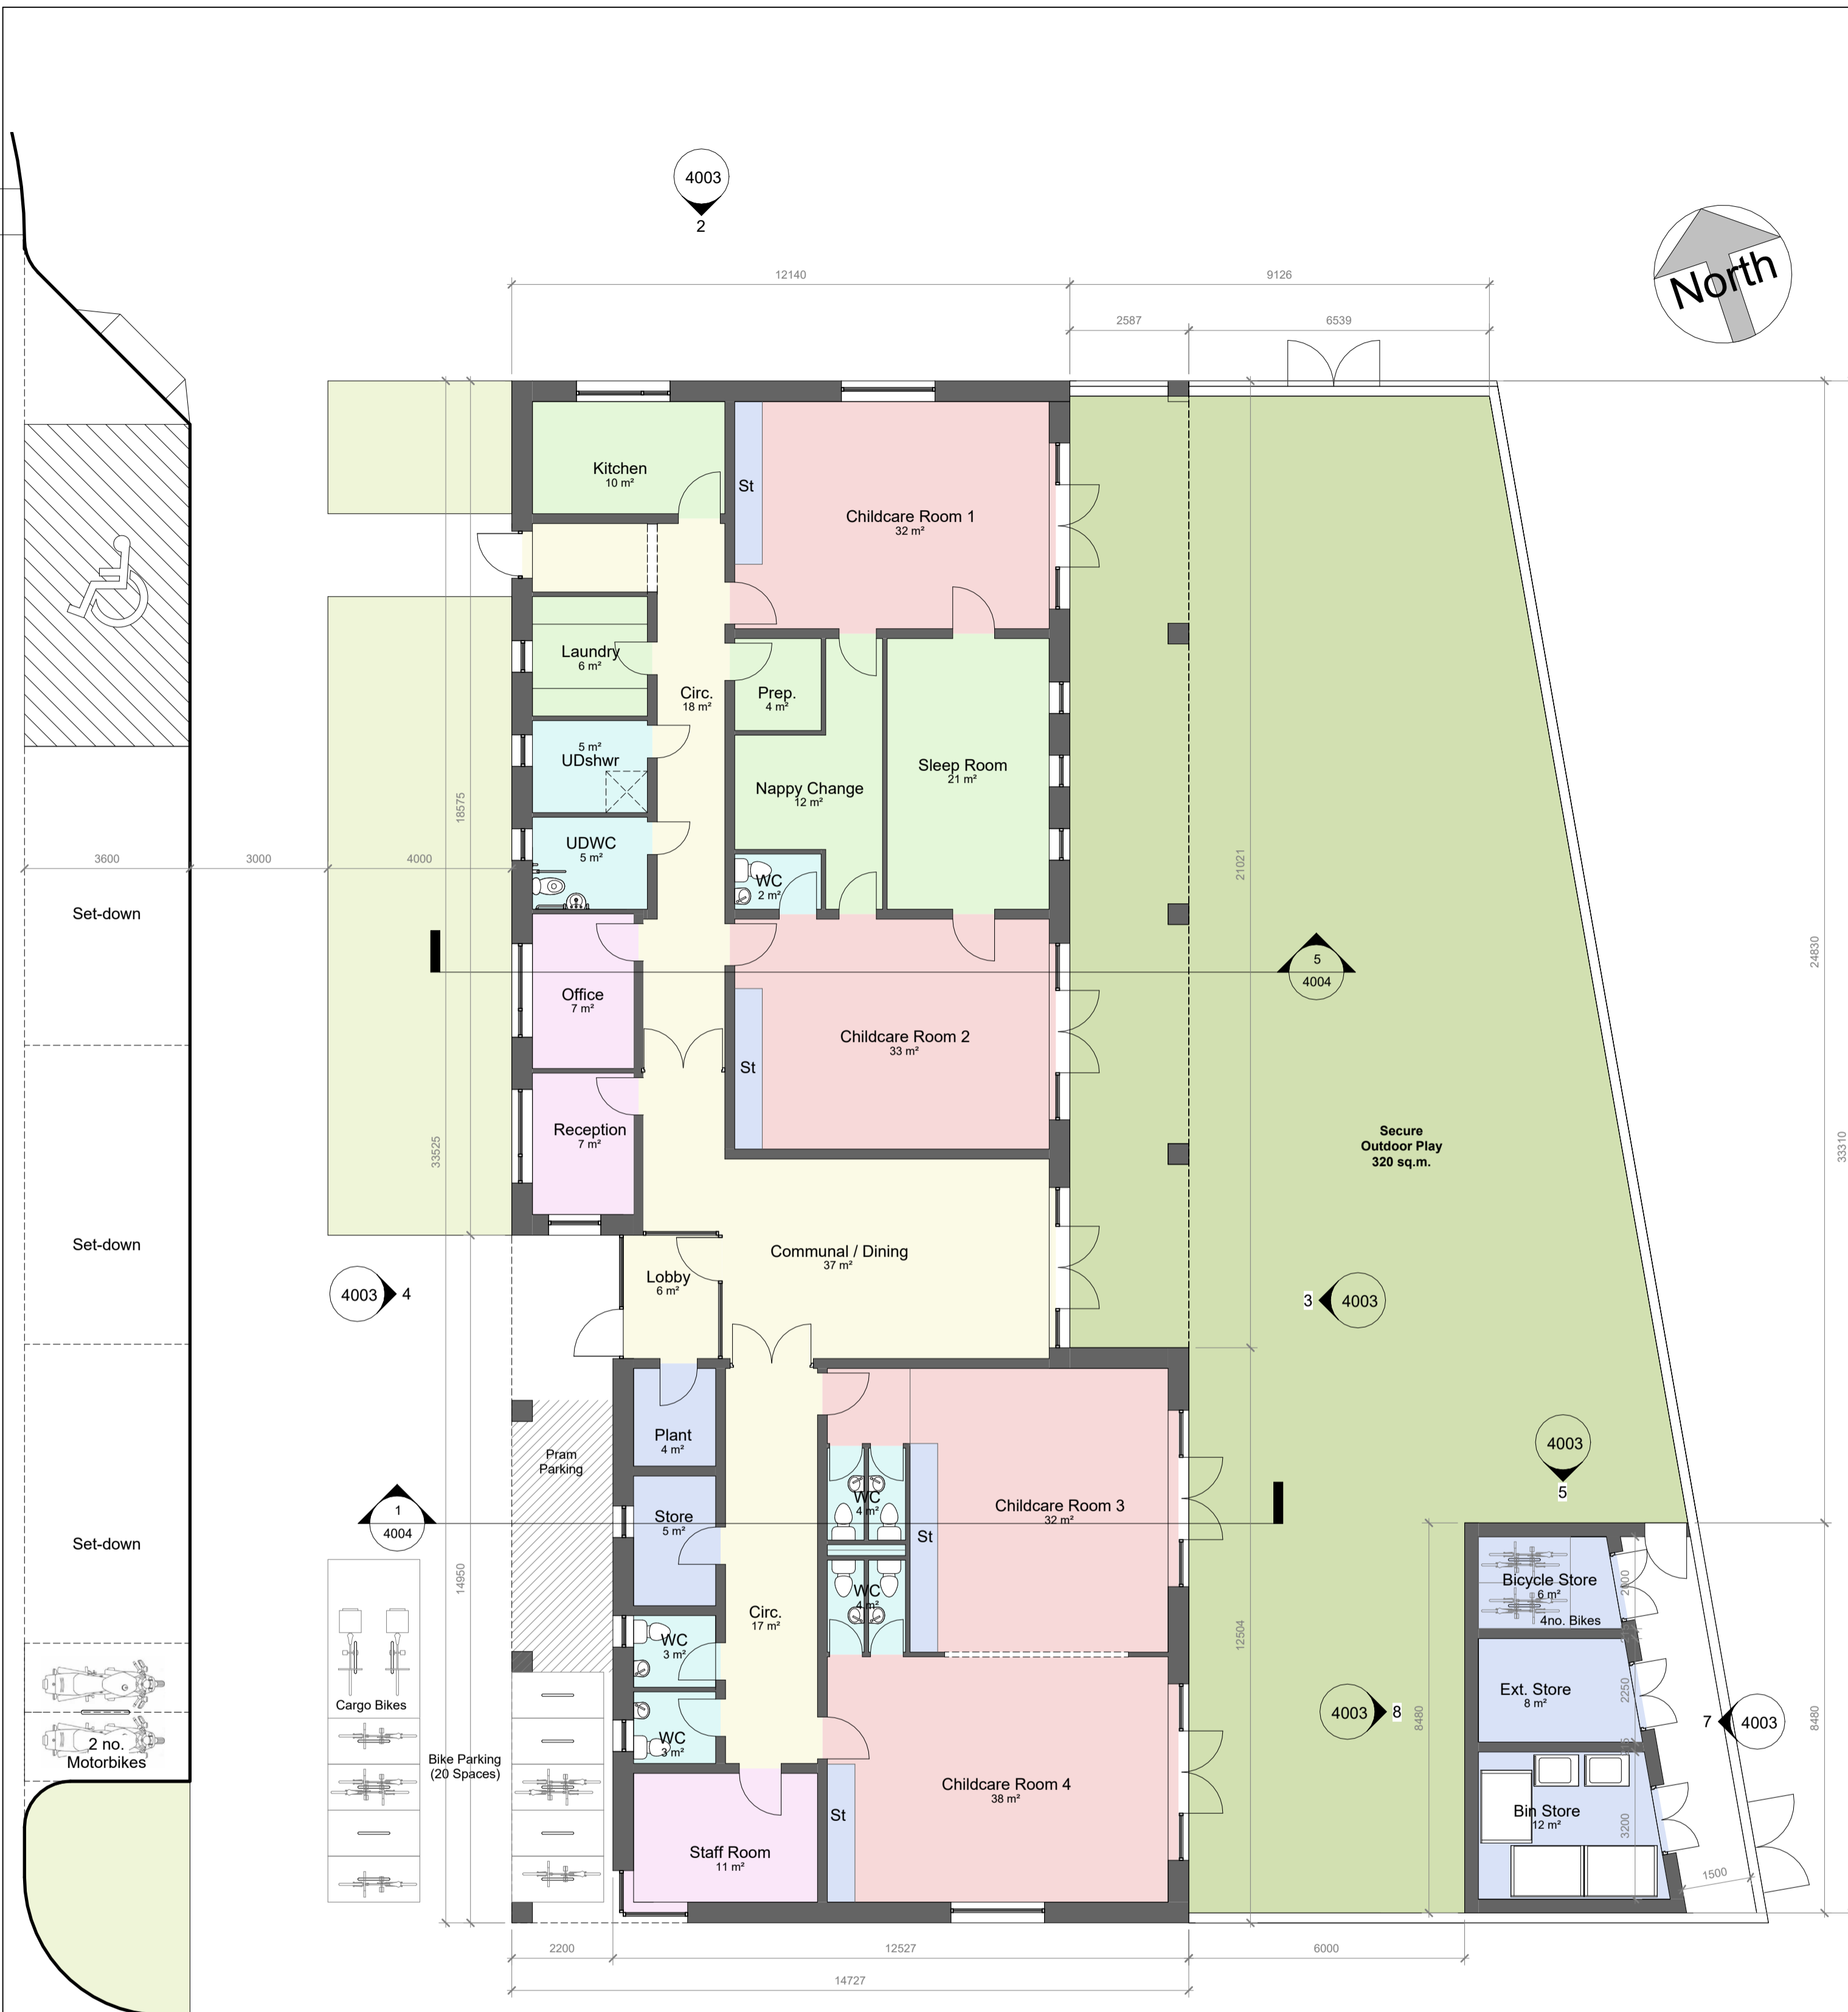 4003
2
North
12140
9126
2587
6539
Kitchen
10 m²
St
Childcare Room 1
32 m²
Laundry
6 m²
Circ.
18 m²
Prep.
4 m²
5 m²
UDshwr
Nappy Change
12 m²
Sleep Room
21 m²
UDWC
5 m²
WC
2 m²
18575
21021
24830
3600
3000
4000
Set-down
Office
7 m²
5
4004
Childcare Room 2
33 m²
St
Reception
7 m²
33525
33310
Secure
Outdoor Play
320 sq.m.
Set-down
Communal / Dining
37 m²
Lobby
6 m²
4003
4
3
4003
Plant
4 m²
Pram
Parking
4003
5
1
4004
Store
5 m²
WC
4 m²
St
Childcare Room 3
32 m²
Set-down
14950
WC
4 m²
Circ.
17 m²
12504
Bicycle Store
6 m²
4no. Bikes
WC
3 m²
Cargo Bikes
Ext. Store
8 m²
2250
4003
8
8480
7
4003
8480
WC
3 m²
2 no.
Motorbikes
Bike Parking
(20 Spaces)
Childcare Room 4
38 m²
St
Bin Store
12 m²
3200
1500
Staff Room
11 m²
2200
12527
6000
14727